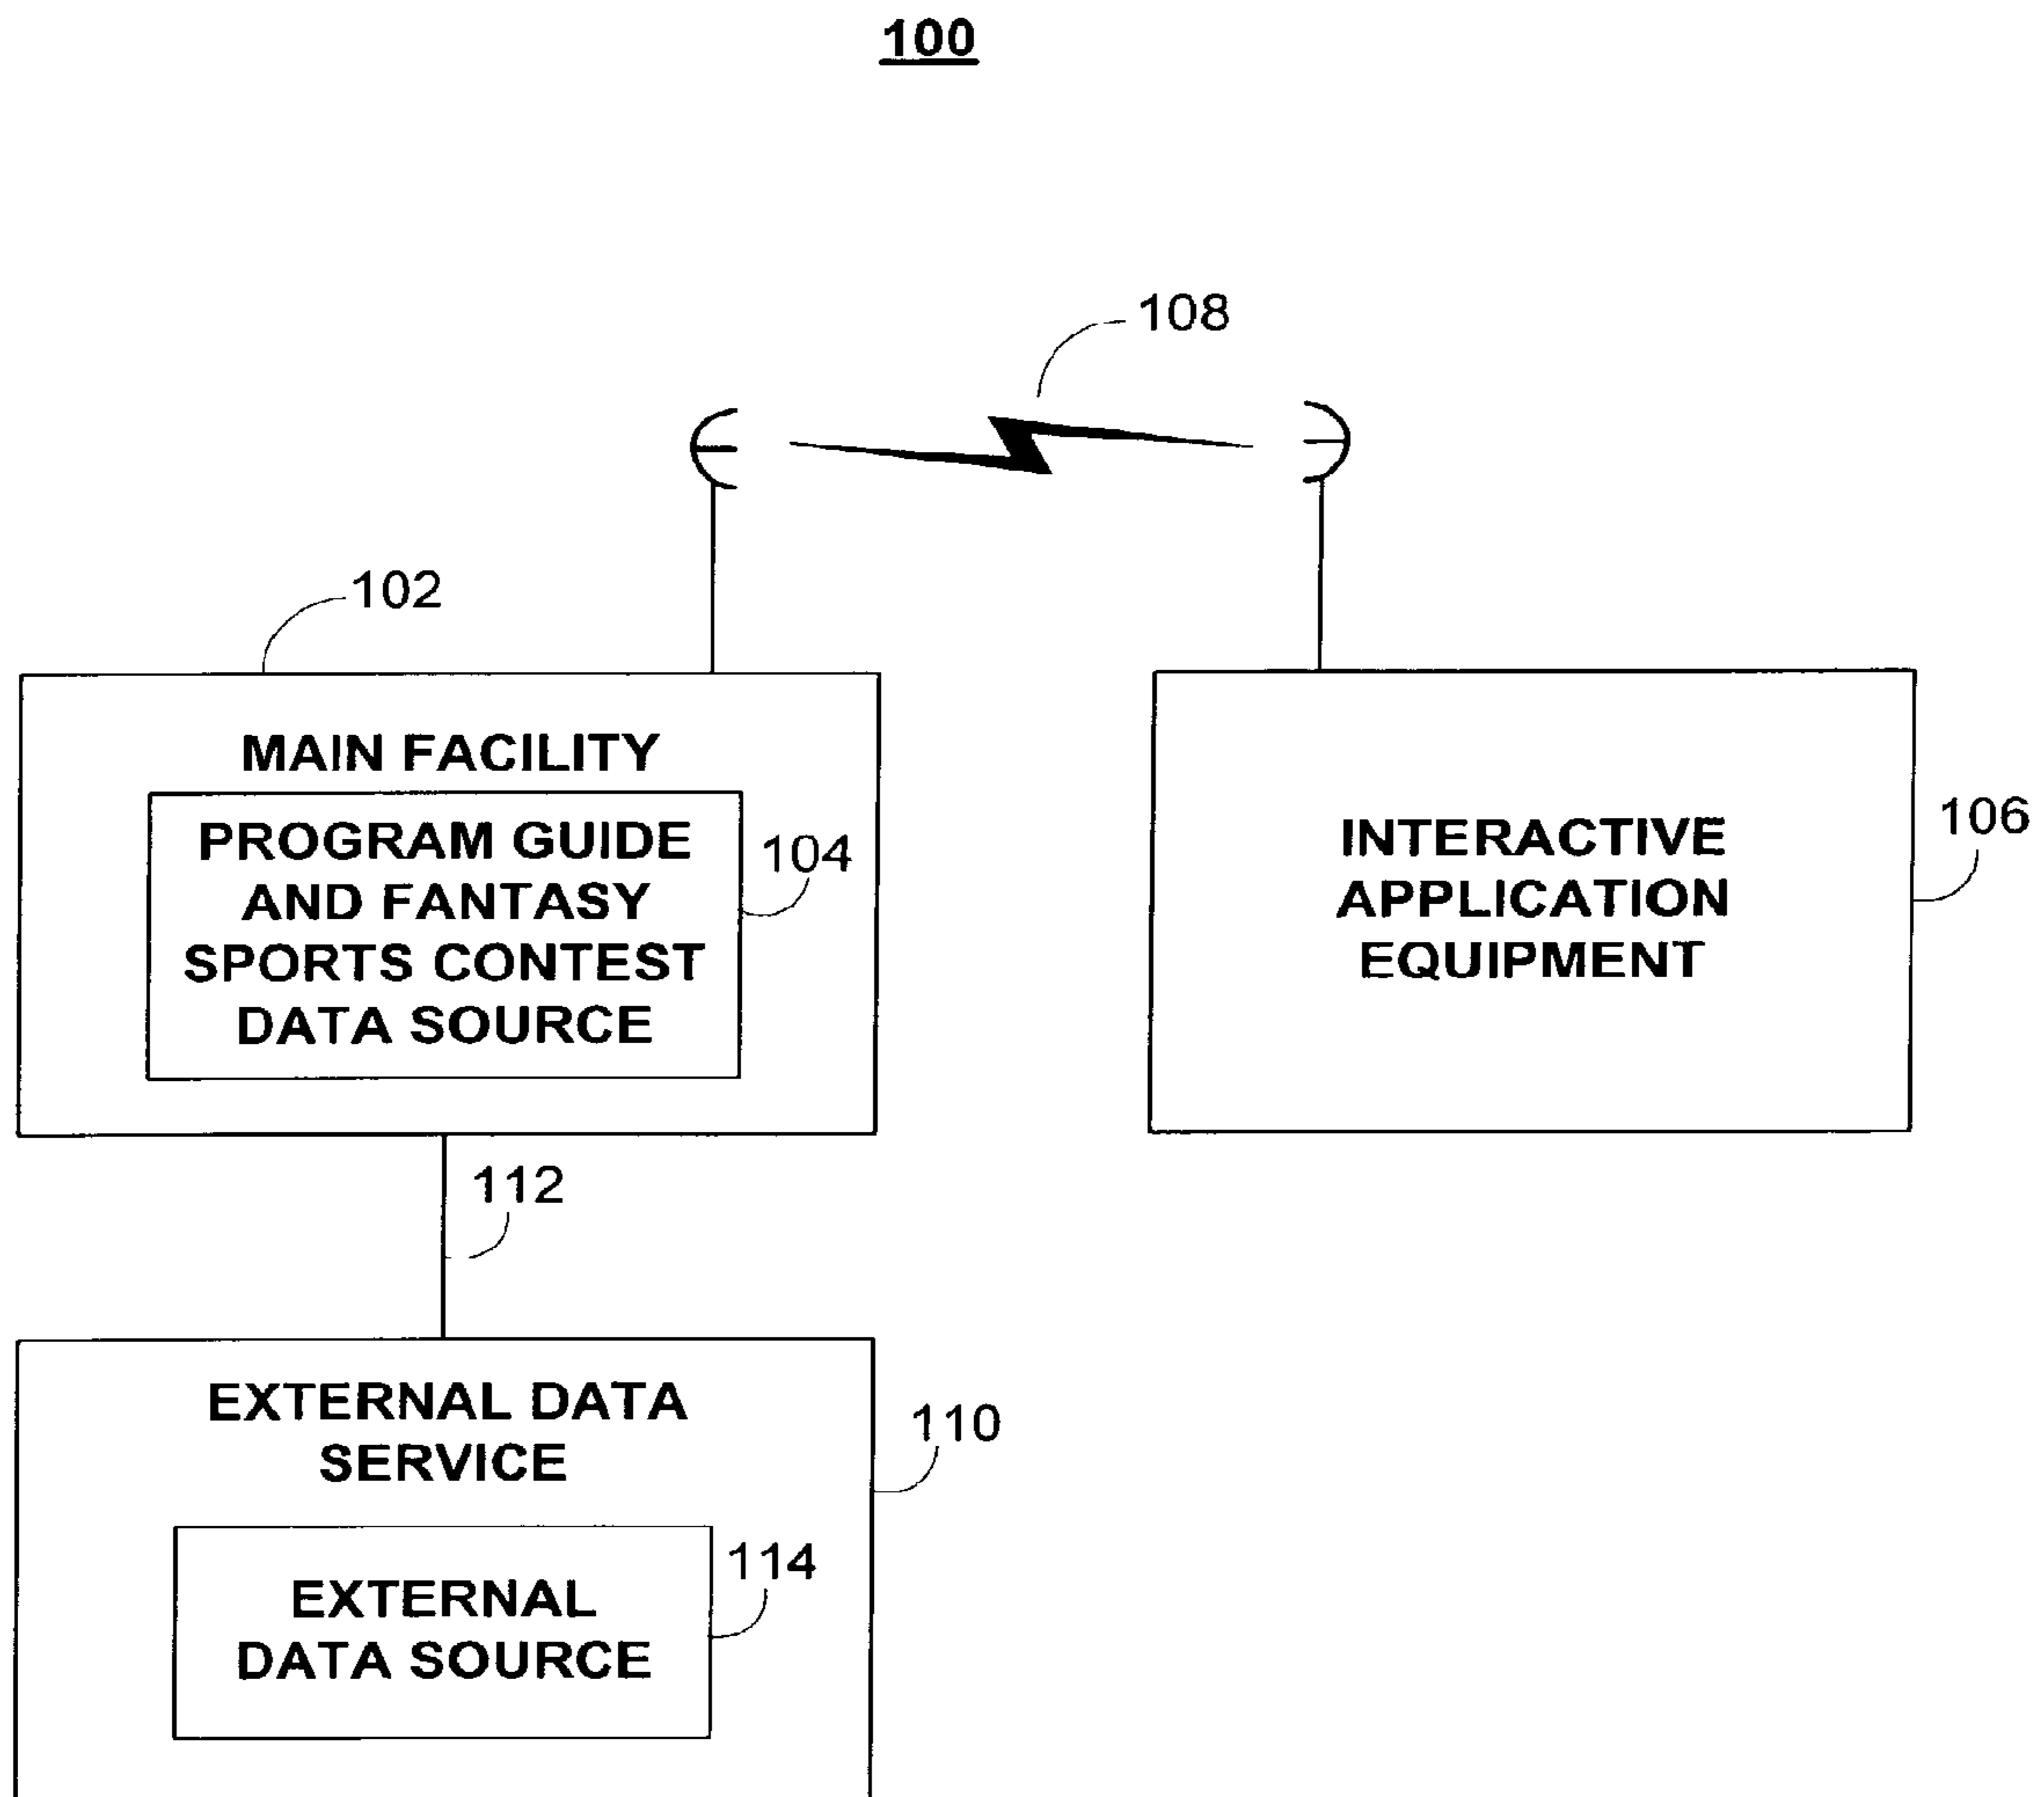 100
108
102
MAIN FACILITY
PROGRAM GUIDE
AND FANTASY
SPORTS CONTEST
DATA SOURCE
104
INTERACTIVE
APPLICATION
EQUIPMENT
106
112
EXTERNAL DATA
SERVICE
110
EXTERNAL
DATA SOURCE
114